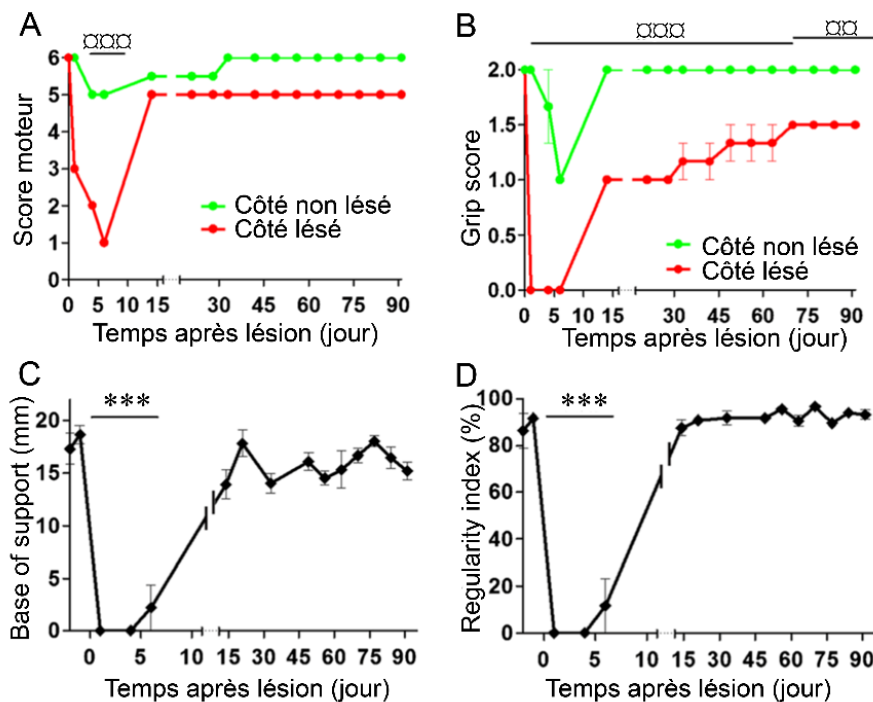 A
¤¤¤
Score moteur
6
5
4
3
2
1
0
Côté non lésé
Côté lésé
0 5 10 15 30 45 60 75 90
Temps après lésion (jour)
B
¤¤¤ ¤¤
Grip score
2.0
1.5
1.0
0.5
0.0
Côté non lésé
Côté lésé
0 5 10 15 30 45 60 75 90
Temps après lésion (jour)
C
***
Base of support (mm)
20
15
10
5
0
0 5 10 15 30 45 60 75 90
Temps après lésion (jour)
D
***
Regularity index (%)
100
80
60
40
20
0
0 5 10 15 30 45 60 75 90
Temps après lésion (jour)